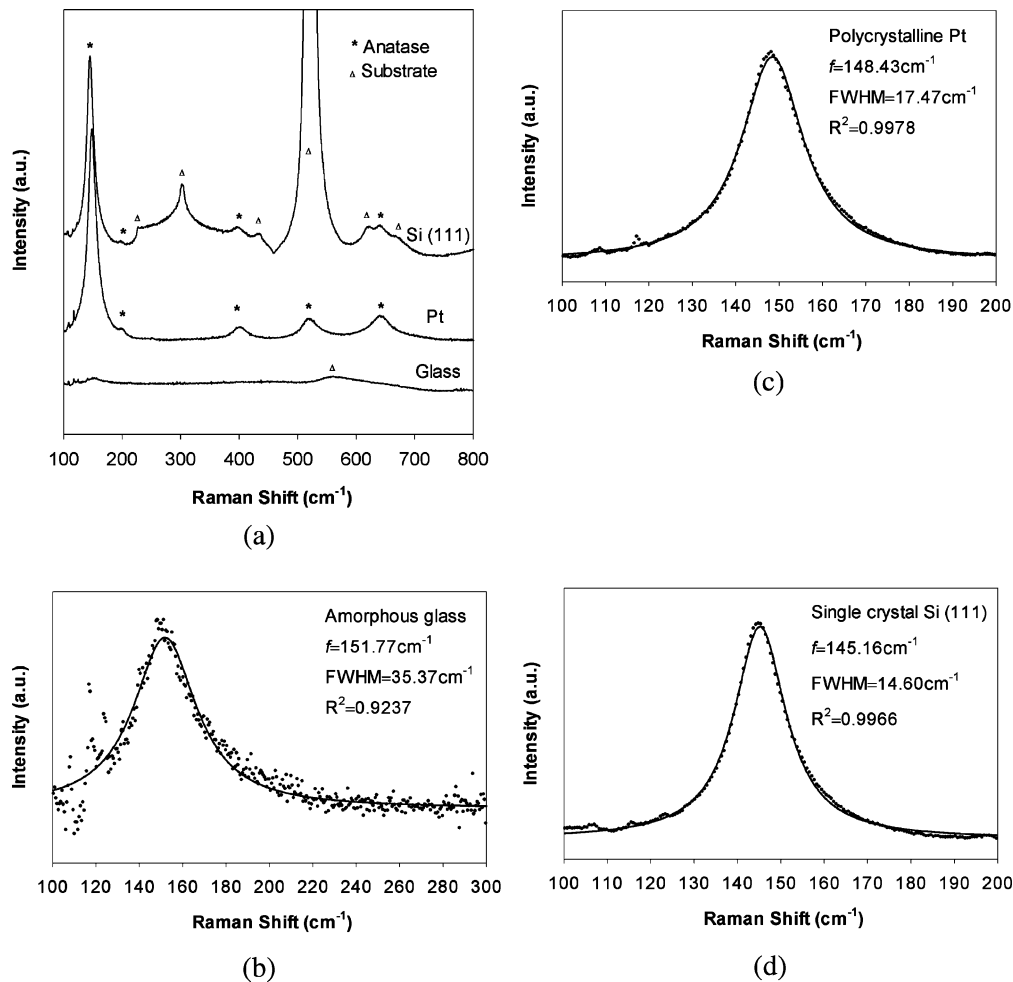 * Anatase
Δ Substrate
*
Δ
Δ
*
Δ
*
Δ
Δ
*
Δ
Si (111)
*
*
*
*
Pt
Δ
Glass
Intensity (a.u.)
100 200 300 400 500 600 700 800
Raman Shift (cm⁻¹)
(a)
Polycrystalline Pt
f=148.43cm⁻¹
FWHM=17.47cm⁻¹
R²=0.9978
Intensity (a.u.)
100 110 120 130 140 150 160 170 180 190 200
Raman Shift (cm⁻¹)
(c)
Amorphous glass
f=151.77cm⁻¹
FWHM=35.37cm⁻¹
R²=0.9237
Intensity (a.u.)
100 120 140 160 180 200 220 240 260 280 300
Raman Shift (cm⁻¹)
(b)
Single crystal Si (111)
f=145.16cm⁻¹
FWHM=14.60cm⁻¹
R²=0.9966
Intensity (a.u.)
100 110 120 130 140 150 160 170 180 190 200
Raman Shift (cm⁻¹)
(d)